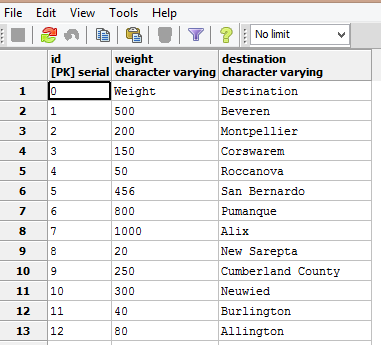 File Edit View Tools Help
No limit
id weight destination
[PK] serial character varying character varying
1 0 Weight Destination
2 1 500 Beveren
3 2 200 Montpellier
4 3 150 Corswarem
5 4 50 Roccanova
6 5 456 San Bernardo
7 6 800 Pumanque
8 7 1000 Alix
9 8 20 New Sarepta
10 9 250 Cumberland County
11 10 300 Neuwied
12 11 40 Burlington
13 12 80 Allington